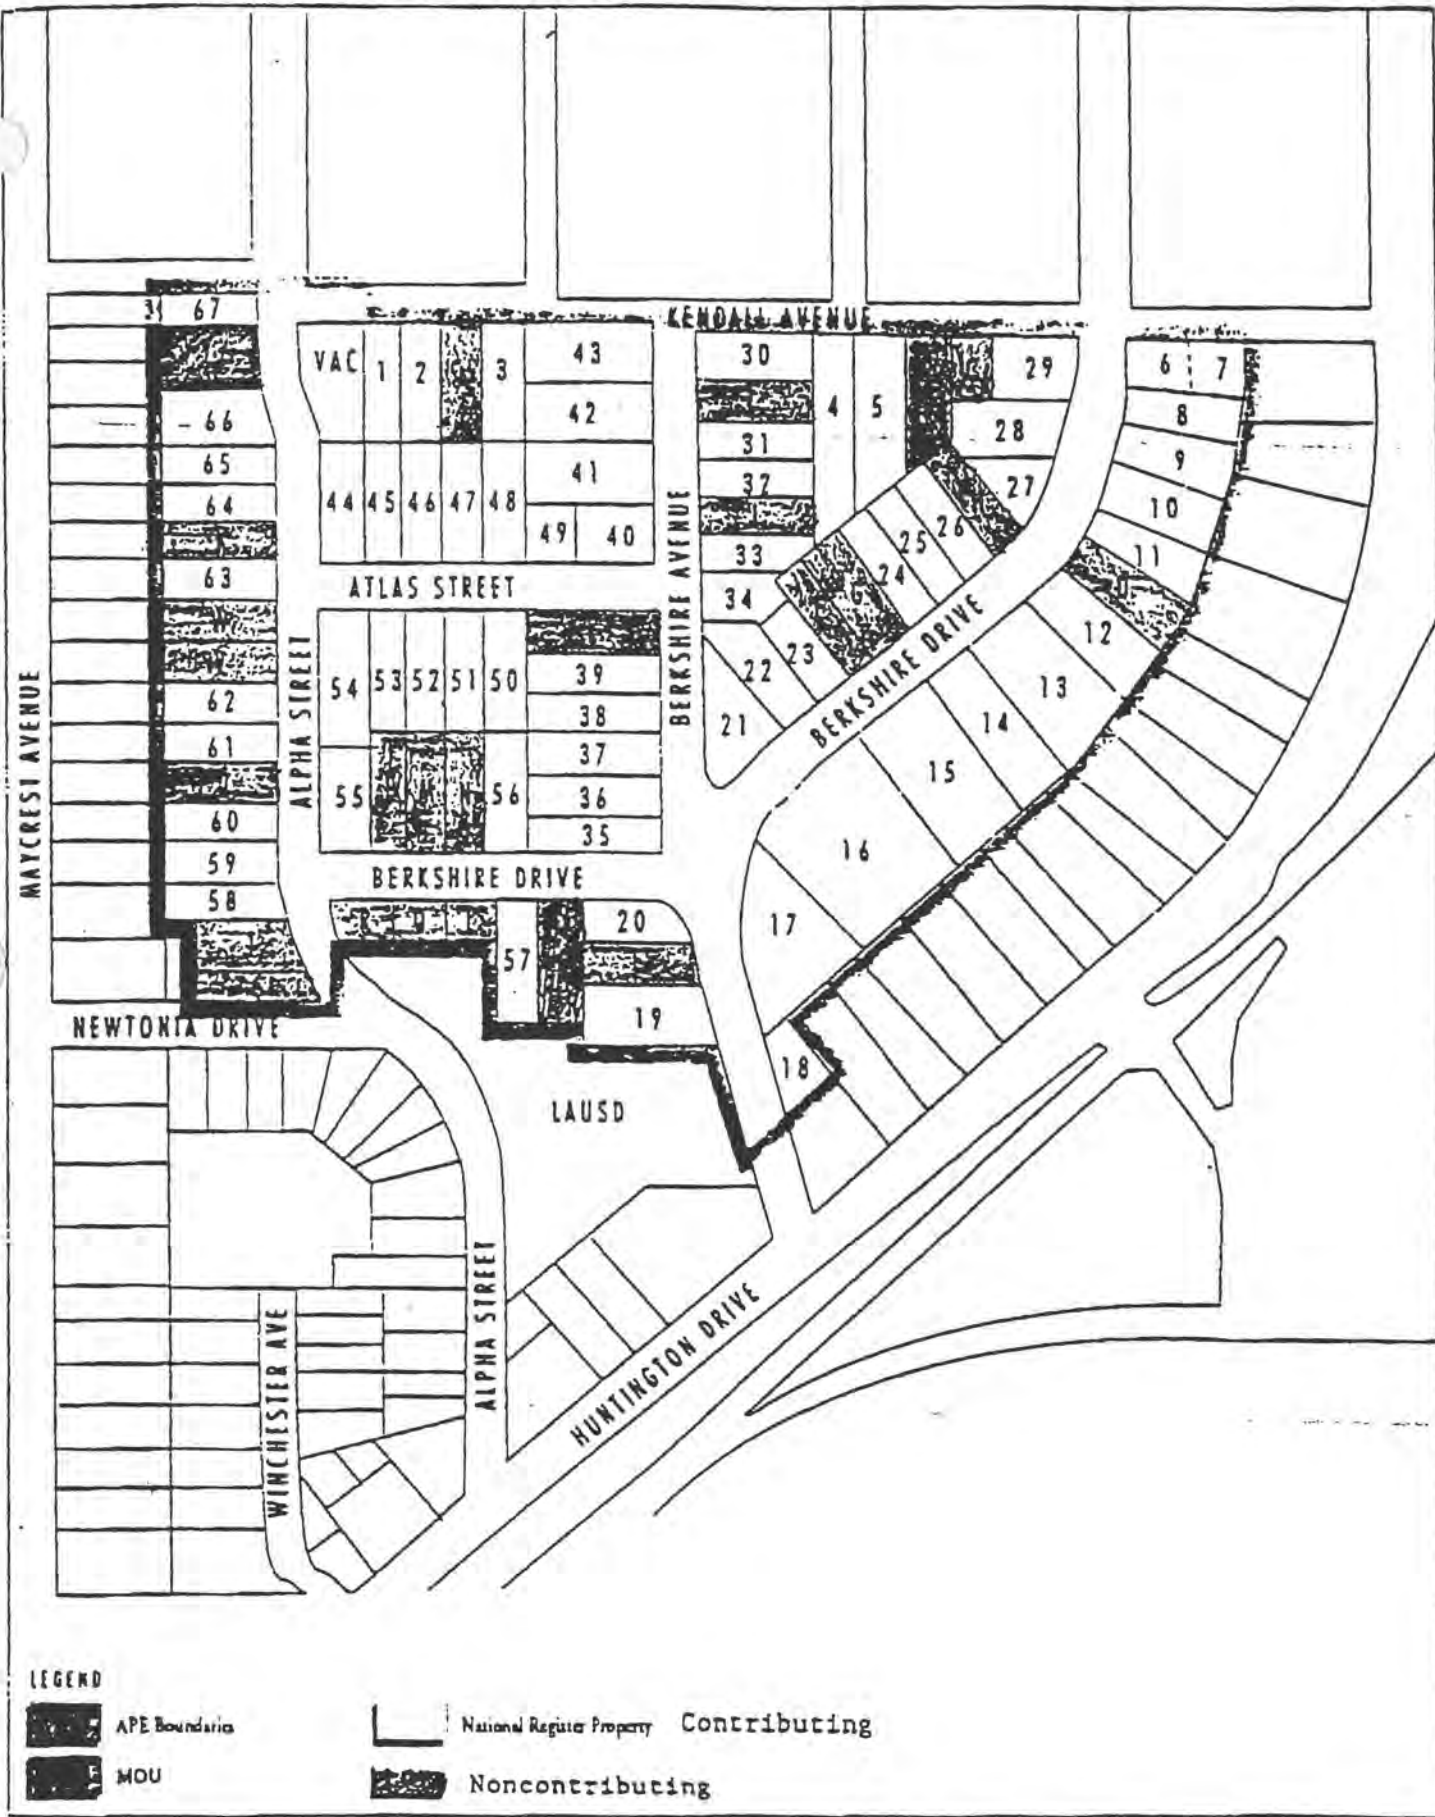 KENDALL AVENUE
67
VAC 1 2 3 43
30 4 5 29 6 7
66 42 31 28 8
65 41 32 27 9
64 44 45 46 47 48 49 40 33 26 25 24 10
63 34 11
ATLAS STREET
BERKSHIRE AVENUE
MAYCREST AVENUE
ALPHA STREET
62 54 53 52 51 50 39 22 23 12
38 21 13
61 37 14
55 56 36 15
60 35 16
BERKSHIRE DRIVE
59
58
BERKSHIRE DRIVE
20 17
57
19
18
NEWTONIA DRIVE
LAUSD
ALPHA STREET
WINCHESTER AVE
HUNTINGTON DRIVE
LEGEND
APE Boundaries
National Register Property Contributing
MOU
Noncontributing